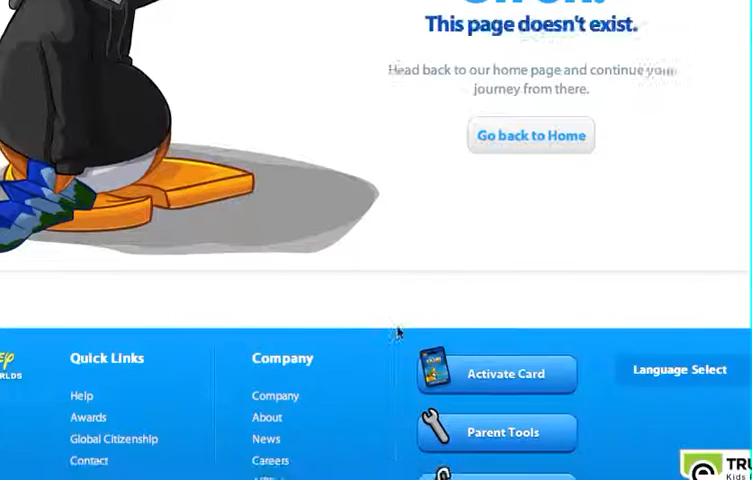 This page doesn't exist.
Head back to our home page and continue your
journey from there.
Go back to Home
Quick Links
Company
Activate Card
Language Select
Help
Company
Awards
About
Parent Tools
Global Citizenship
News
Contact
Careers